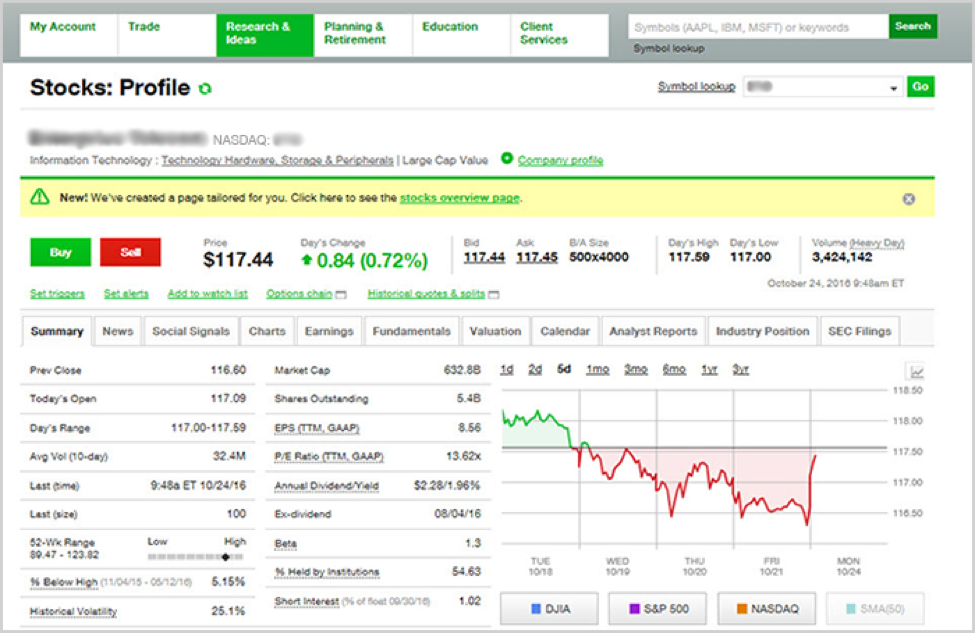 My Account Trade Research & Ideas Planning & Retirement Education Client Services Symbols (AAPL, IBM, MSFT) or keywords Search
Symbol lookup
Stocks: Profile Symbol lookup Go
NASDAQ:
Information Technology : Technology Hardware, Storage & Peripherals | Large Cap Value Company profile
New! We've created a page tailored for you. Click here to see the stocks overview page.
Buy Sell
Price Day's Change Bid Ask B/A Size Day's High Day's Low Volume (Heavy Day)
$117.44 0.84 (0.72%) 117.44 117.45 500x4000 117.59 117.00 3,424,142
October 24, 2016 9:48am ET
Set triggers Set alerts Add to watch list Options chain Historical quotes & splits
Summary News Social Signals Charts Earnings Fundamentals Valuation Calendar Analyst Reports Industry Position SEC Filings
Prev Close 116.60
Today's Open 117.09
Day's Range 117.00-117.59
Avg Vol (10-day) 32.4M
Last (time) 9:48a ET 10/24/16
Last (size) 100
52-Wk Range Low High
89.47 - 123.82
% Below High (11/04/15 - 05/12/16) 5.15%
Historical Volatility 25.1%
Market Cap 632.8B
Shares Outstanding 5.4B
EPS (TTM, GAAP) 8.56
P/E Ratio (TTM, GAAP) 13.62x
Annual Dividend/Yield $2.28/1.96%
Ex-dividend 08/04/16
Beta 1.3
% Held by Institutions 54.63
Short Interest (% of float 09/30/16) 1.02
1d 2d 5d 1mo 3mo 6mo 1yr 3yr
118.50
118.00
117.50
117.00
116.50
TUE WED THU FRI MON
10/18 10/19 10/20 10/21 10/24
DJIA S&P 500 NASDAQ SMA(50)